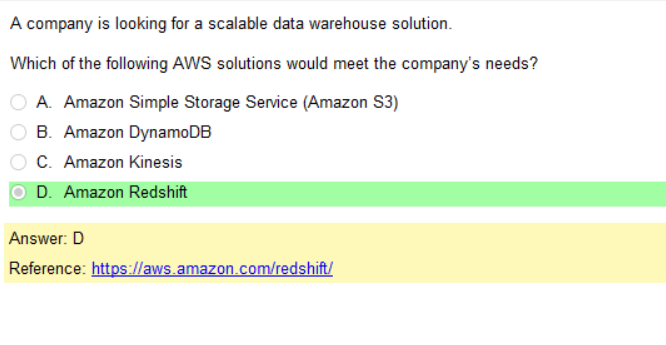 A company is looking for a scalable data warehouse solution.
Which of the following AWS solutions would meet the company's needs?
A. Amazon Simple Storage Service (Amazon S3)
B. Amazon DynamoDB
C. Amazon Kinesis
D. Amazon Redshift
Answer: D
Reference: https://aws.amazon.com/redshift/